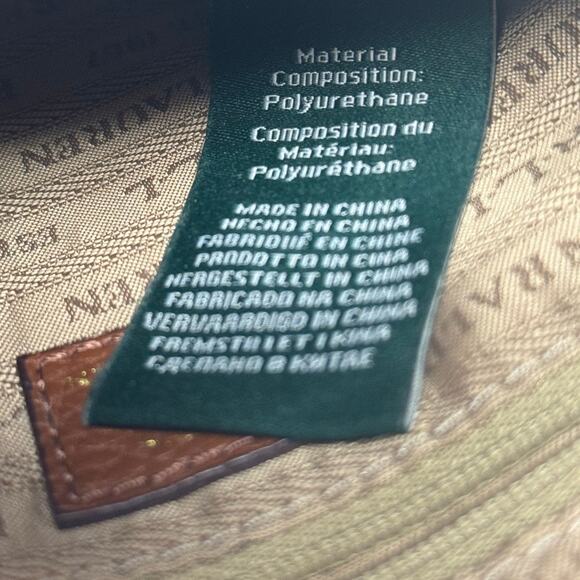 Material
Composition:
Polyurethane
Composition du
Matériau:
Polyuréthane
MADE IN CHINA
HECHO EN CHINA
FABRIQUÉ EN CHINE
PRODOTTO IN CINA
HERGESTELLT IN CHINA
FABRICADO NA CHINA
VERVAARDIGD IN CHINA
FREMSTILLET I KINA
СДЕЛАНО В КИТАЕ
LAUREN